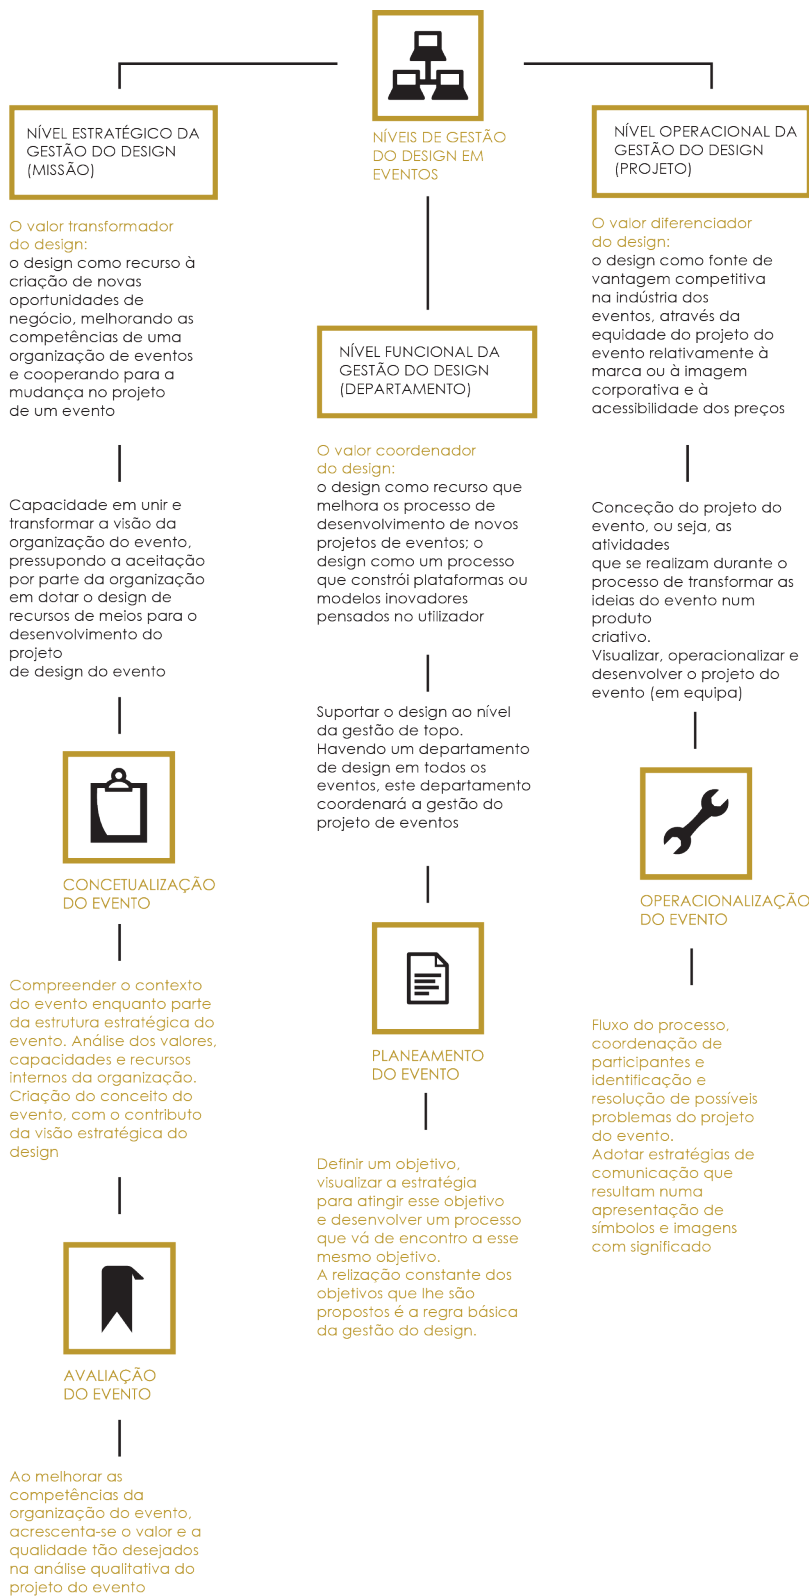 NÍVEIS DE GESTÃO
DO DESIGN EM
EVENTOS
NÍVEL ESTRATÉGICO DA
GESTÃO DO DESIGN
(MISSÃO)
O valor transformador
do design:
o design como recurso à
criação de novas
oportunidades de
negócio, melhorando as
competências de uma
organização de eventos
e cooperando para a
mudança no projeto
de um evento
Capacidade em unir e
transformar a visão da
organização do evento,
pressupondo a aceitação
por parte da organização
em dotar o design de
recursos de meios para o
desenvolvimento do
projeto
de design do evento
CONCETUALIZAÇÃO
DO EVENTO
Compreender o contexto
do evento enquanto parte
da estrutura estratégica do
evento. Análise dos valores,
capacidades e recursos
internos da organização.
Criação do conceito do
evento, com o contributo
da visão estratégica do
design
AVALIAÇÃO
DO EVENTO
Ao melhorar as
competências da
organização do evento,
acrescenta-se o valor e a
qualidade tão desejados
na análise qualitativa do
projeto do evento
NÍVEL FUNCIONAL DA
GESTÃO DO DESIGN
(DEPARTAMENTO)
O valor coordenador
do design:
o design como recurso que
melhora os processo de
desenvolvimento de novos
projetos de eventos; o
design como um processo
que constrói plataformas ou
modelos inovadores
pensados no utilizador
Suportar o design ao nível
da gestão de topo.
Havendo um departamento
de design em todos os
eventos, este departamento
coordenará a gestão do
projeto de eventos
PLANEAMENTO
DO EVENTO
Definir um objetivo,
visualizar a estratégia
para atingir esse objetivo
e desenvolver um processo
que vá de encontro a esse
mesmo objetivo.
A relização constante dos
objetivos que lhe são
propostos é a regra básica
da gestão do design.
NÍVEL OPERACIONAL DA
GESTÃO DO DESIGN
(PROJETO)
O valor diferenciador
do design:
o design como fonte de
vantagem competitiva
na indústria dos
eventos, através da
equidade do projeto do
evento relativamente à
marca ou à imagem
corporativa e à
acessibilidade dos preços
Conceção do projeto do
evento, ou seja, as
atividades
que se realizam durante o
processo de transformar as
ideias do evento num
produto
criativo.
Visualizar, operacionalizar e
desenvolver o projeto do
evento (em equipa)
OPERACIONALIZAÇÃO
DO EVENTO
Fluxo do processo,
coordenação de
participantes e
identificação e
resolução de possíveis
problemas do projeto
do evento.
Adotar estratégias de
comunicação que
resultam numa
apresentação de
símbolos e imagens
com significado